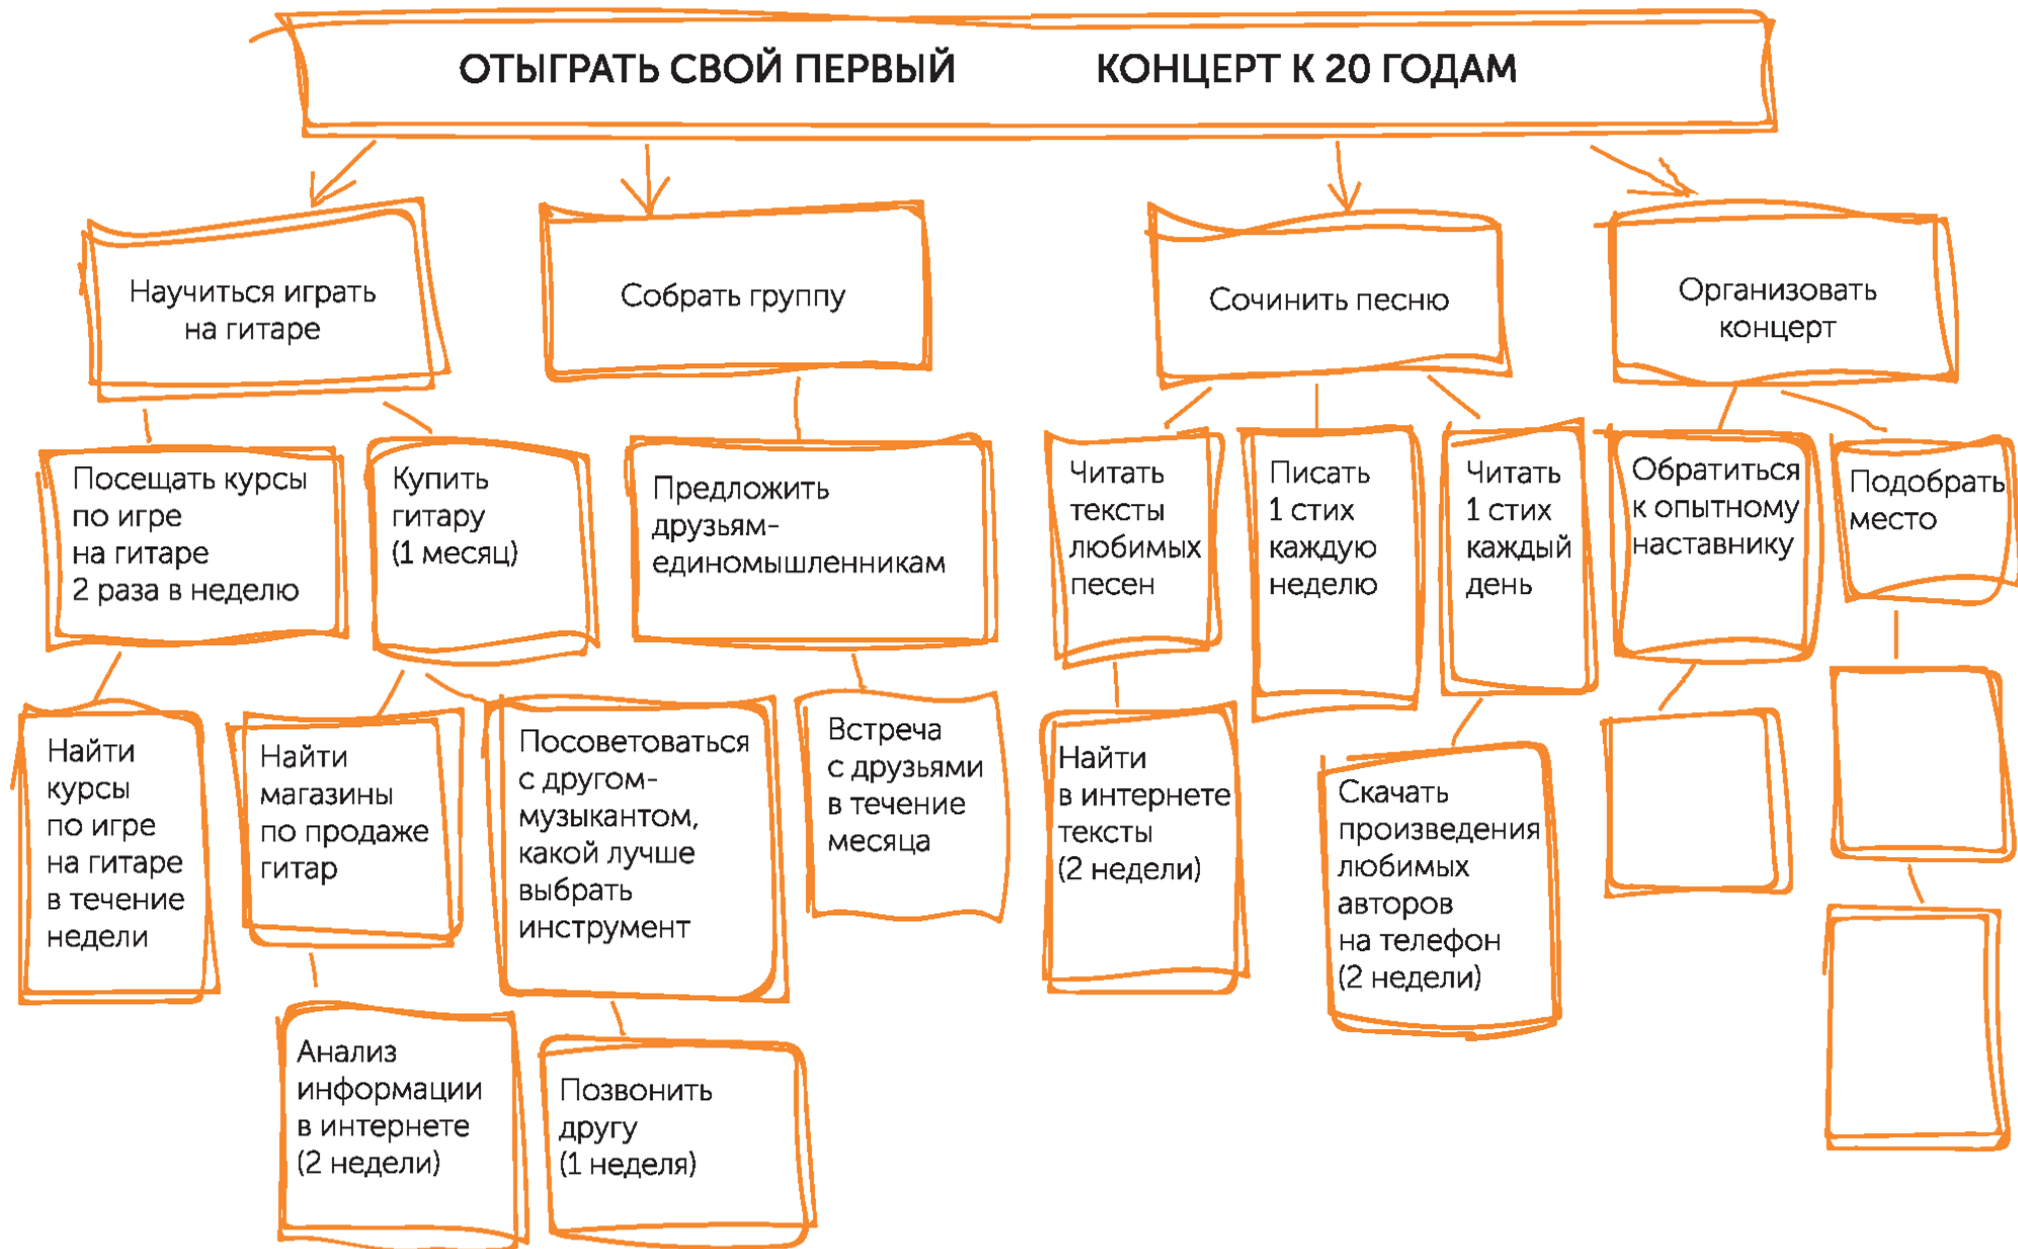 ОТЫГРАТЬ СВОЙ ПЕРВЫЙ КОНЦЕРТ К 20 ГОДАМ
Научиться играть
на гитаре
Собрать группу
Сочинить песню
Организовать
концерт
Посещать курсы
по игре
на гитаре
2 раза в неделю
Купить
гитару
(1 месяц)
Предложить
друзьям-
единомышленникам
Читать
тексты
любимых
песен
Писать
1 стих
каждую
неделю
Читать
1 стих
каждый
день
Обратиться
к опытному
наставнику
Подобрать
место
Найти
курсы
по игре
на гитаре
в течение
недели
Найти
магазины
по продаже
гитар
Посоветоваться
с другом-
музыкантом,
какой лучше
выбрать
инструмент
Встреча
с друзьями
в течение
месяца
Найти
в интернете
тексты
(2 недели)
Скачать
произведения
любимых
авторов
на телефон
(2 недели)
Анализ
информации
в интернете
(2 недели)
Позвонить
другу
(1 неделя)